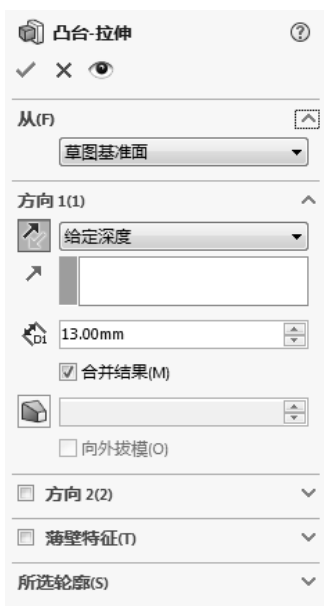 凸台-拉伸
从(F)
草图基准面
方向 1(1)
给定深度
D1
13.00mm
合并结果(M)
向外拔模(O)
方向 2(2)
薄壁特征(T)
所选轮廓(S)